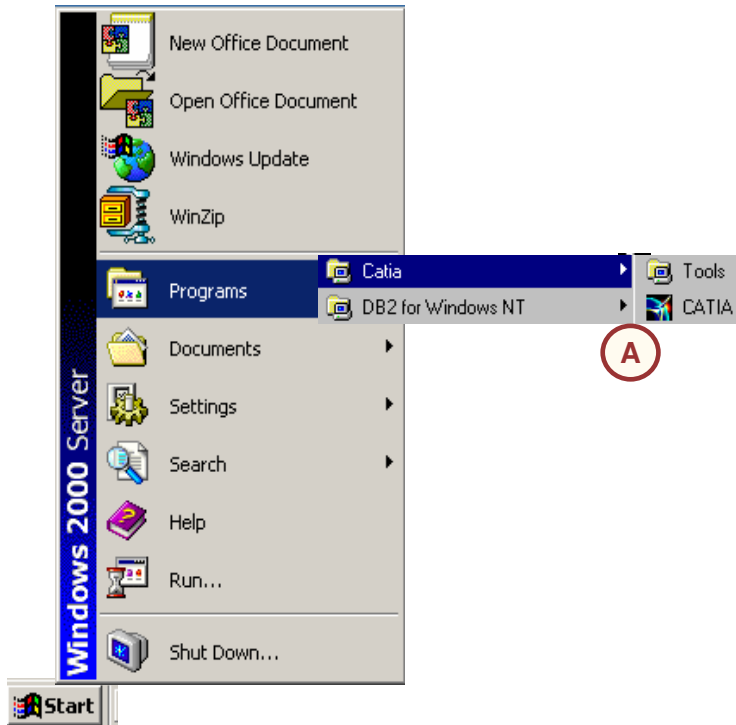 New Office Document
Open Office Document
Windows Update
WinZip
Programs
Catia
Tools
DB2 for Windows NT
CATIA
A
Documents
Settings
Search
Help
Run...
Shut Down...
Windows 2000 Server
Start